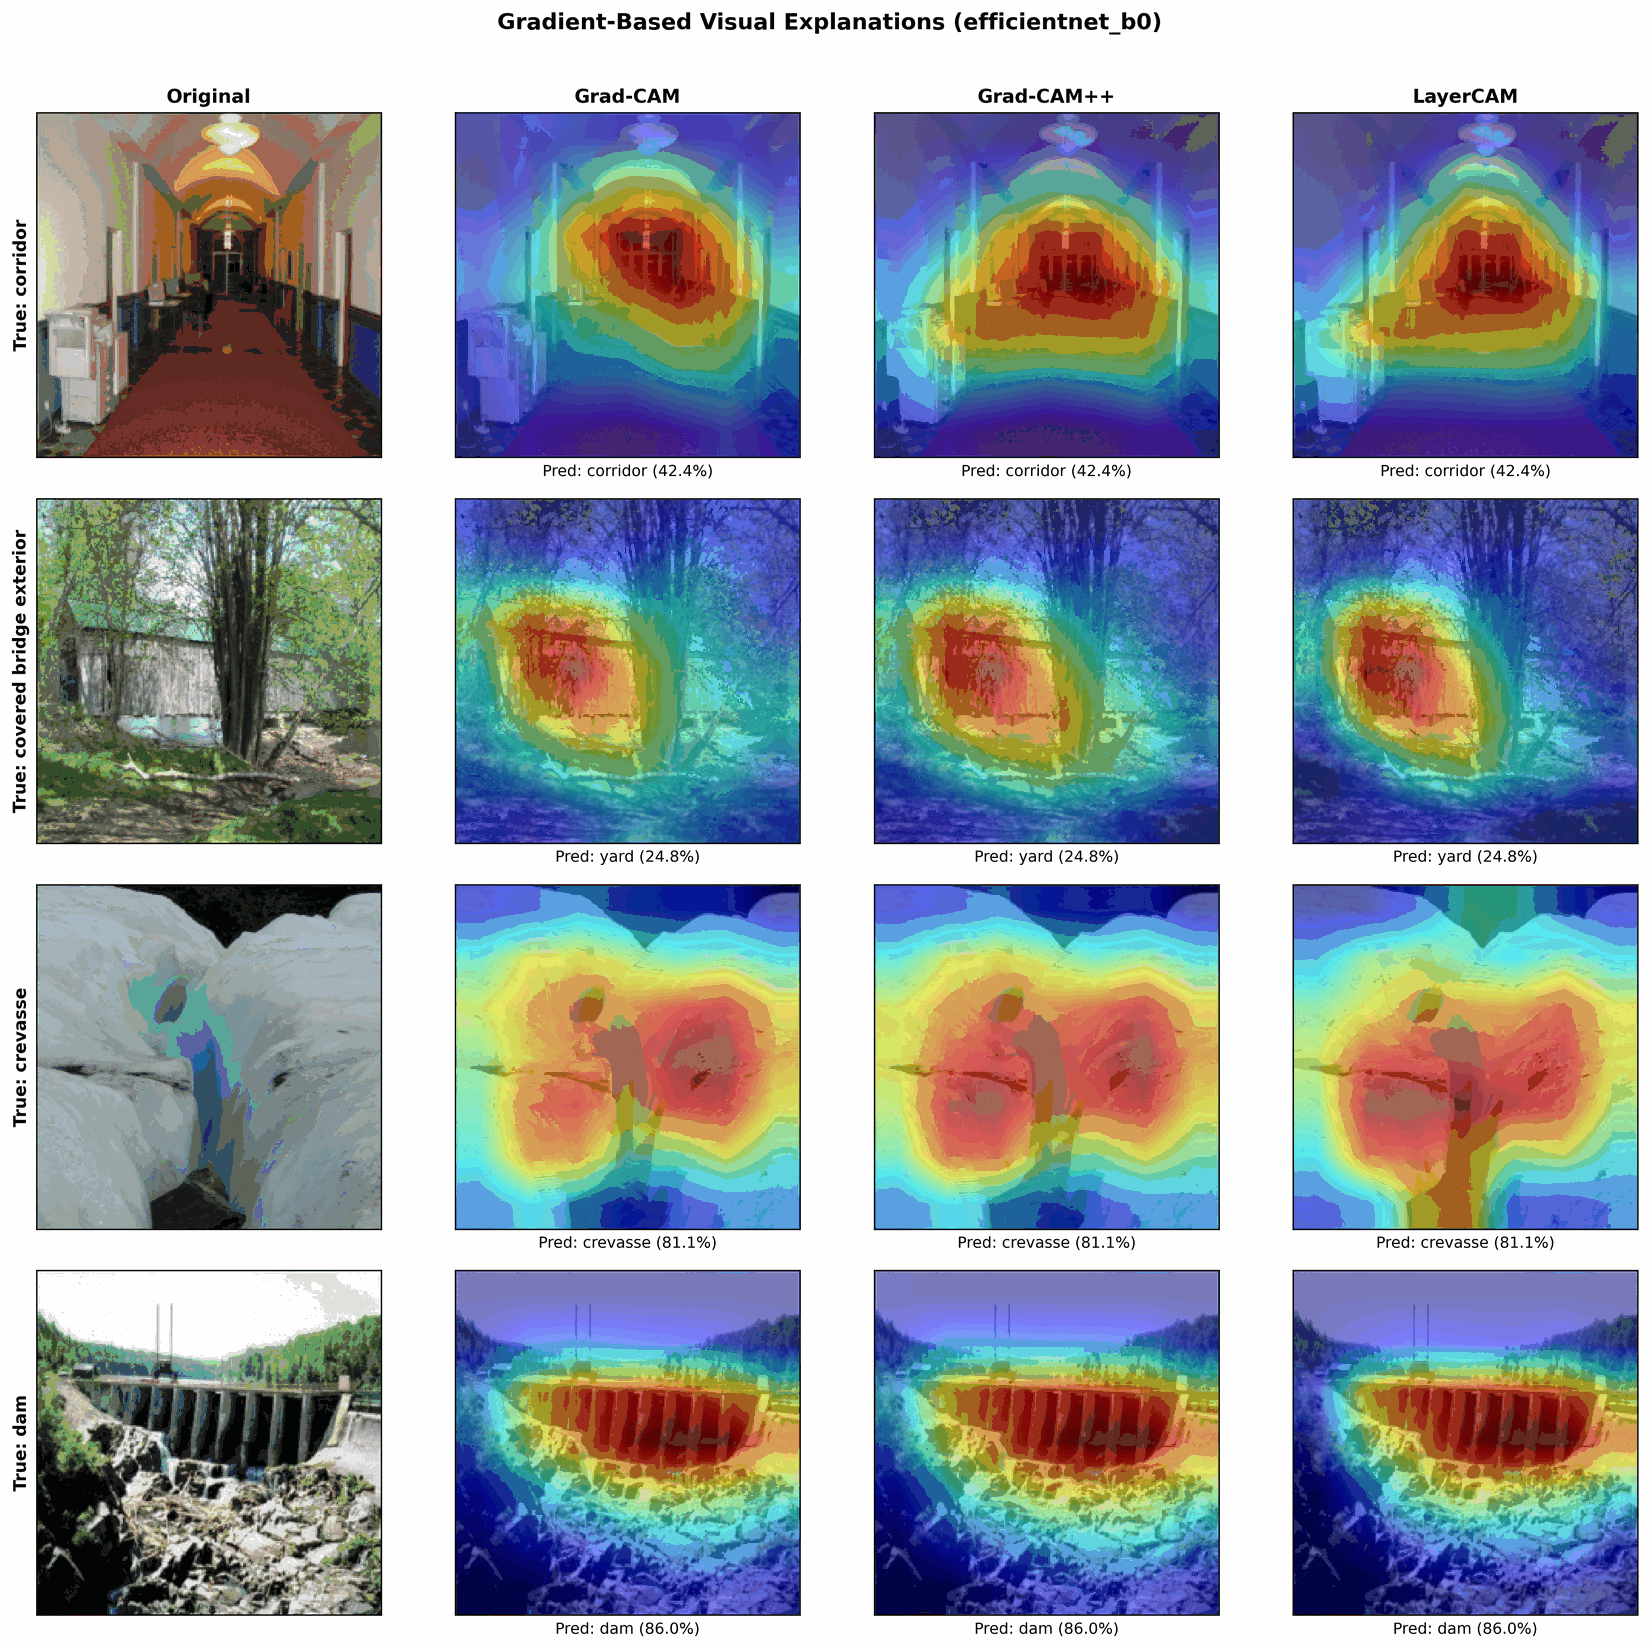 Gradient-Based Visual Explanations (efficientnet_b0)
Original
Grad-CAM
Grad-CAM++
LayerCAM
True: corridor
Pred: corridor (42.4%)
Pred: corridor (42.4%)
Pred: corridor (42.4%)
True: covered bridge exterior
Pred: yard (24.8%)
Pred: yard (24.8%)
Pred: yard (24.8%)
True: crevasse
Pred: crevasse (81.1%)
Pred: crevasse (81.1%)
Pred: crevasse (81.1%)
True: dam
Pred: dam (86.0%)
Pred: dam (86.0%)
Pred: dam (86.0%)